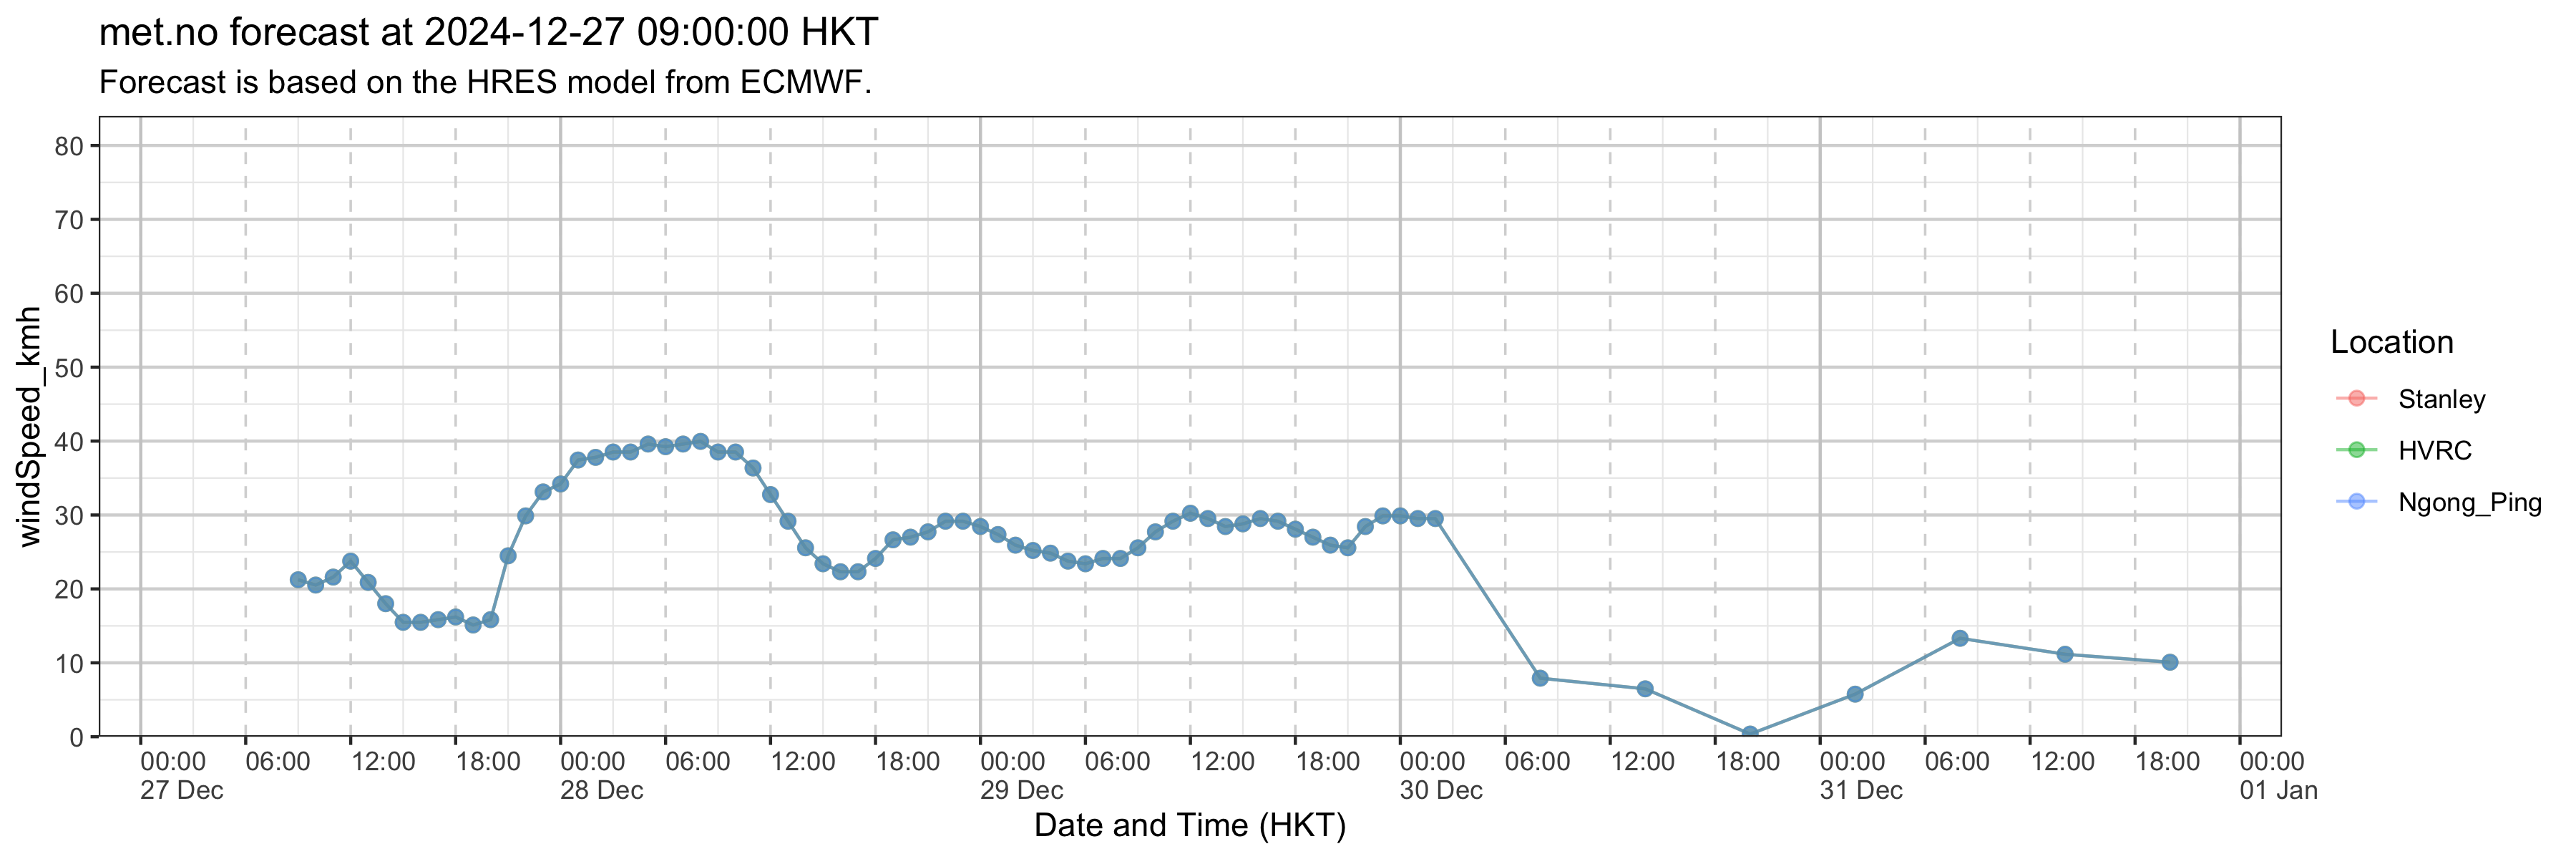 met.no forecast at 2024-12-27 09:00:00 HKT
Forecast is based on the HRES model from ECMWF.
windSpeed_kmh
80
70
60
50
40
30
20
10
0
00:00 06:00 12:00 18:00 00:00 06:00 12:00 18:00 00:00 06:00 12:00 18:00 00:00 06:00 12:00 18:00 00:00 06:00 12:00 18:00 00:00
27 Dec 28 Dec 29 Dec 30 Dec 31 Dec 01 Jan
Date and Time (HKT)
Location
Stanley
HVRC
Ngong_Ping